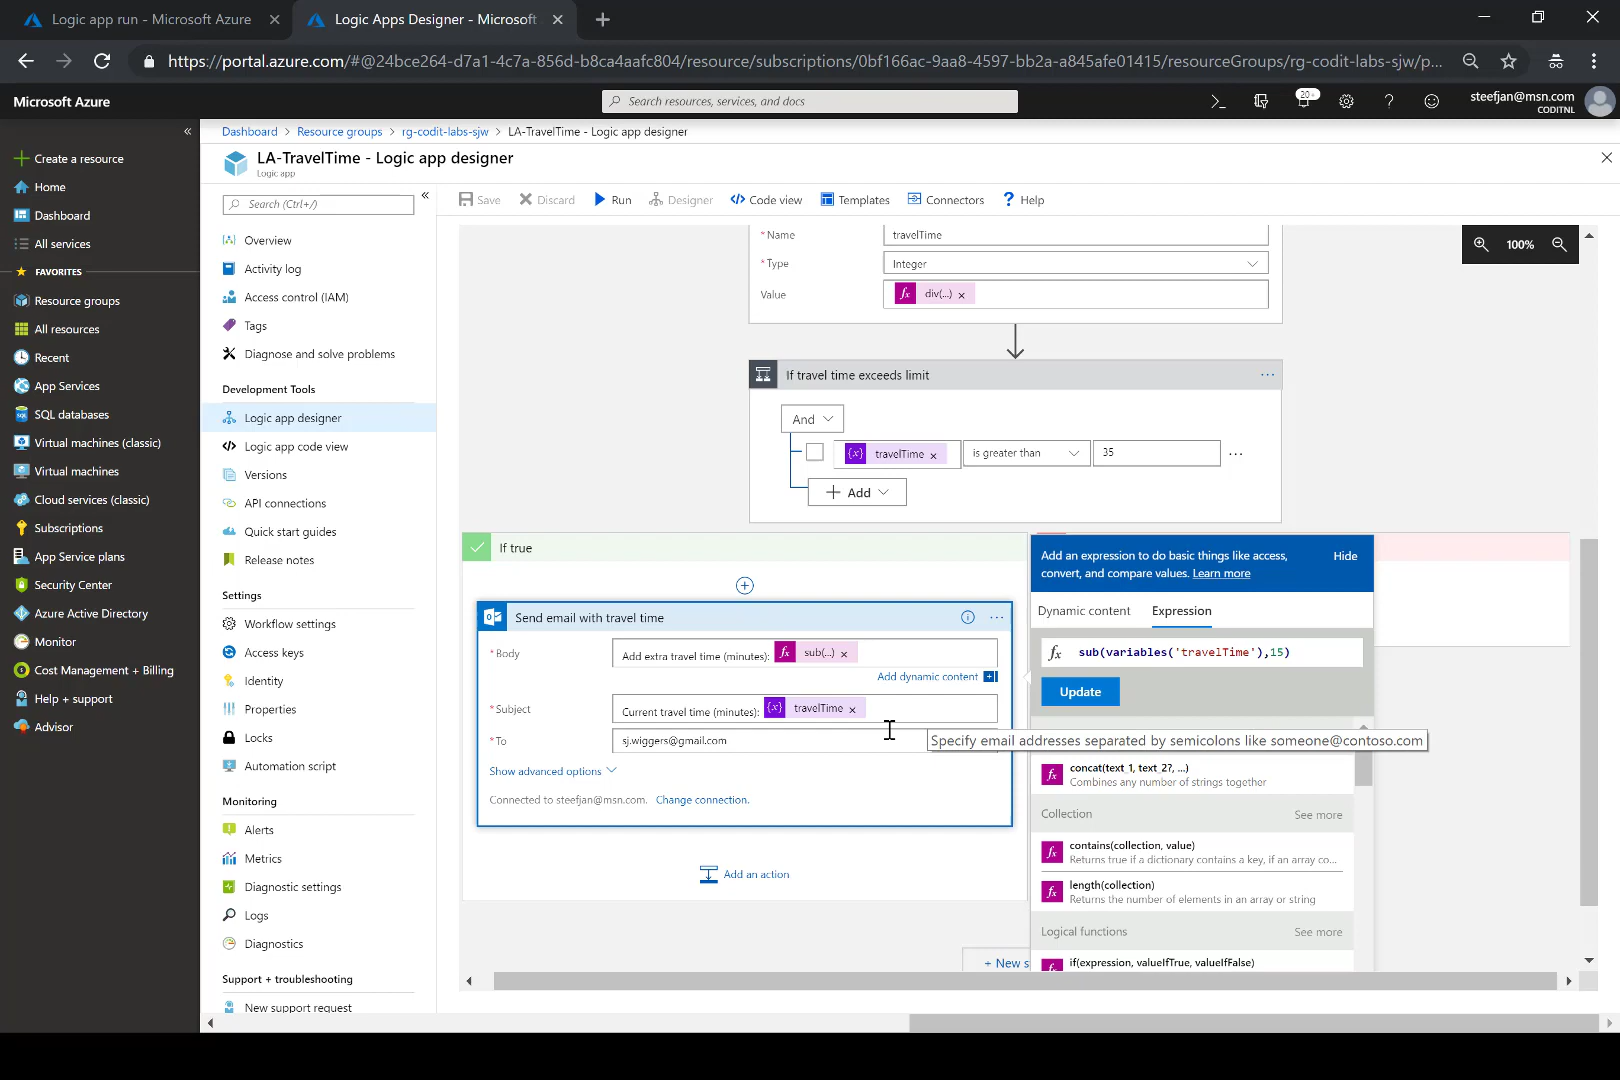 Logic app run - Microsoft Azure
Logic Apps Designer - Microsoft
https://portal.azure.com/#@24bce264-d7a1-4c7a-856d-b8ca4aafc804/resource/subscriptions/0bf166ac-9aa8-4597-bb2a-a845afe01415/resourceGroups/rg-codit-labs-sjw/p...
Microsoft Azure
Search resources, services, and docs
20+
steefjan@msn.com
CODITNL
Create a resource
Home
Dashboard
All services
FAVORITES
Resource groups
All resources
Recent
App Services
SQL databases
Virtual machines (classic)
Virtual machines
Cloud services (classic)
Subscriptions
App Service plans
Security Center
Azure Active Directory
Monitor
Cost Management + Billing
Help + support
Advisor
Dashboard > Resource groups > rg-codit-labs-sjw > LA-TravelTime - Logic app designer
LA-TravelTime - Logic app designer
Logic app
Search (Ctrl+/)
Overview
Activity log
Access control (IAM)
Tags
Diagnose and solve problems
Development Tools
Logic app designer
Logic app code view
Versions
API connections
Quick start guides
Release notes
Settings
Workflow settings
Access keys
Identity
Properties
Locks
Automation script
Monitoring
Alerts
Metrics
Diagnostic settings
Logs
Diagnostics
Support + troubleshooting
New support request
Save
Discard
Run
Designer
Code view
Templates
Connectors
Help
100%
*Name
travelTime
*Type
Integer
Value
fx div(...) ×
If travel time exceeds limit
And
{x} travelTime ×
is greater than
35
Add
If true
Send email with travel time
*Body
Add extra travel time (minutes): fx sub(...) ×
Add dynamic content
*Subject
Current travel time (minutes): {x} travelTime ×
*To
sj.wiggers@gmail.com
Show advanced options
Connected to steefjan@msn.com. Change connection.
Add an action
+ New s
Add an expression to do basic things like access,
convert, and compare values. Learn more
Hide
Dynamic content
Expression
fx sub(variables('travelTime'),15)
Update
Specify email addresses separated by semicolons like someone@contoso.com
fx concat(text_1, text_2?, ...)
Combines any number of strings together
Collection
See more
fx contains(collection, value)
Returns true if a dictionary contains a key, if an array co...
fx length(collection)
Returns the number of elements in an array or string
Logical functions
See more
fx if(expression, valueIfTrue, valueIfFalse)